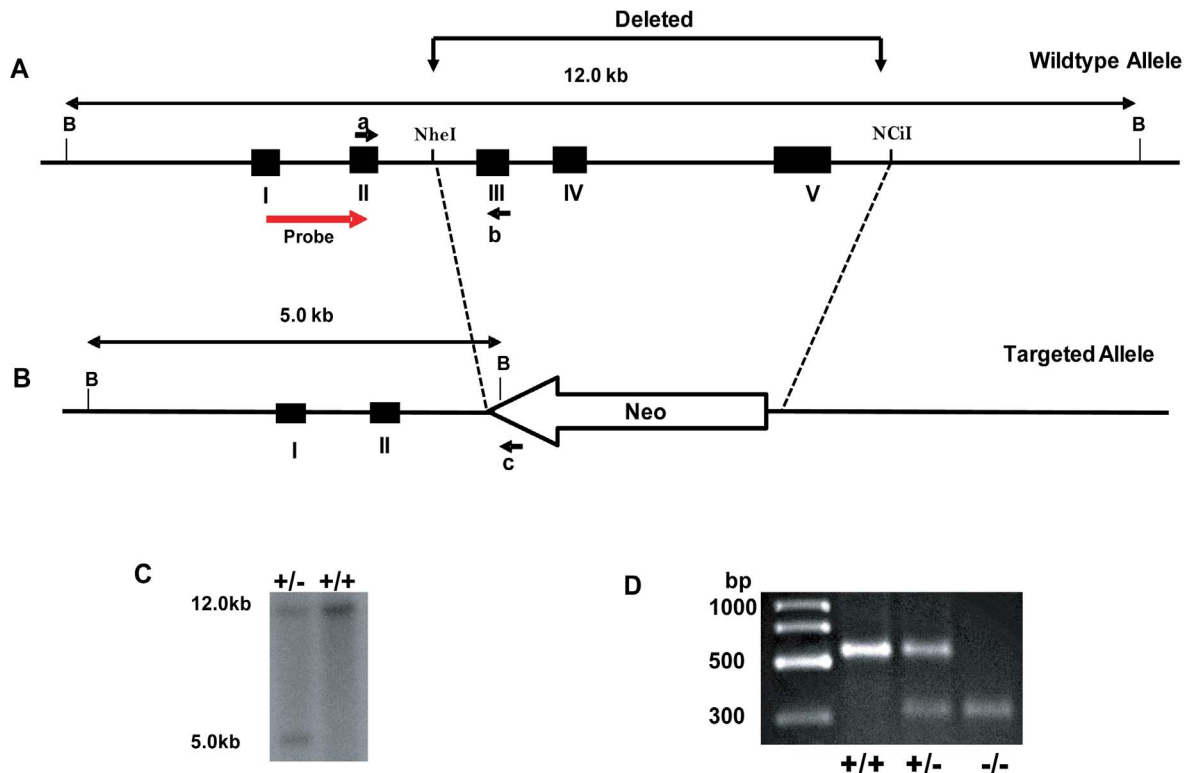 Deleted
A
Wildtype Allele
12.0 kb
B
a
NheI
NCiI
B
I
II
III
IV
V
Probe
b
5.0 kb
Targeted Allele
B
B
B
Neo
I
II
c
C
+/- +/+
12.0kb
5.0kb
D
bp
1000
500
300
+/+ +/- -/-